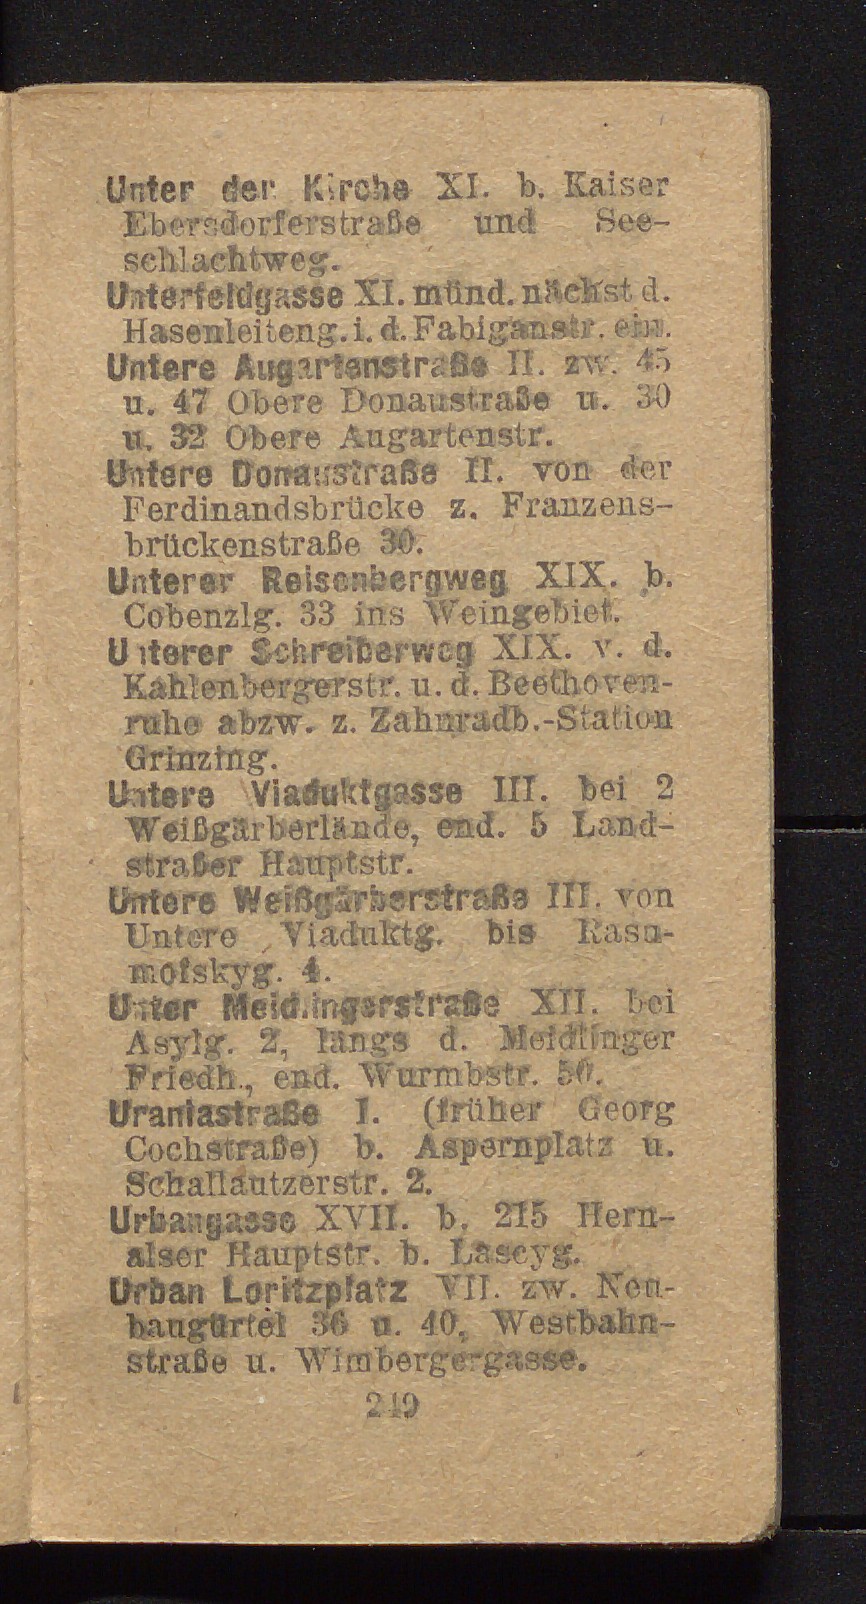 Unter der Kirche XI. b. Kaiser
Ebersdorferstraße und See-
schlachtweg.
Unterfeldgasse XI. münd. nächst d.
Hasenleiteng. i. d. Fabiganstr. ein.
Untere Augartenstraße II. zw. 45
u. 47 Obere Donaustraße u. 30
u. 32 Obere Augartenstr.
Untere Donaustraße II. von der
Ferdinandsbrücke z. Franzens-
brückenstraße 30.
Unterer Reisenbergweg XIX. b.
Cobenzlg. 33 ins Weingebiet.
Unterer Schreiberweg XIX. v. d.
Kahlenbergerstr. u. d. Beethoven-
ruhe abzw. z. Zahnradb.-Station
Grinzing.
Untere Viaduktgasse III. bei 2
Weißgärberlände, end. 5 Land-
straßer Hauptstr.
Untere Weißgärberstraße III. von
Untere Viaduktg. bis Rasu-
mofskyg. 4.
Unter Meidlingerstraße XII. bei
Asylg. 2, längs d. Meidlinger
Friedh., end. Wurmbstr. 50.
Uraniastraße I. (früher Georg
Cochstraße) b. Aspernplatz u.
Schallautzerstr. 2.
Urbangasse XVII. b. 215 Hern-
alser Hauptstr. b. Lascyg.
Urban Loritzplatz VII. zw. Neu-
baugürtel 36 u. 40, Westbahn-
straße u. Wimbergergasse.
249